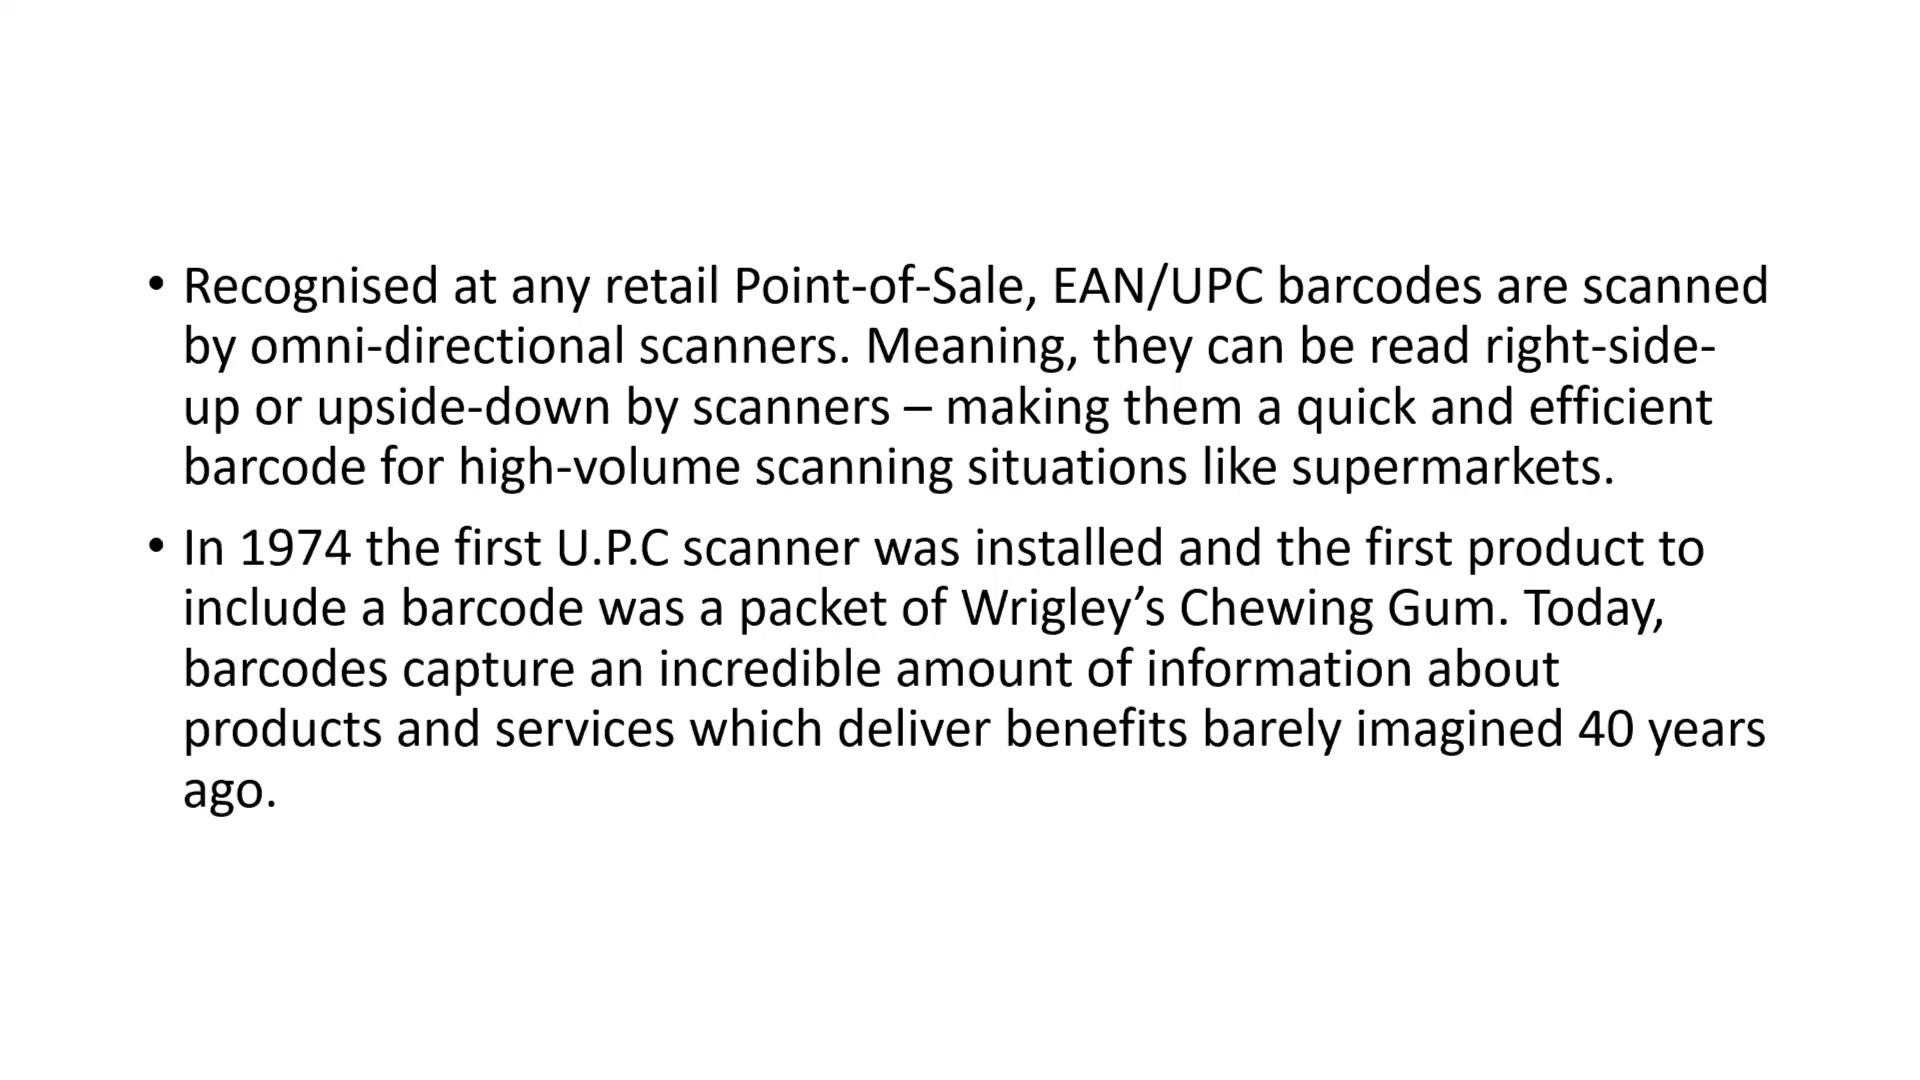 • Recognised at any retail Point-of-Sale, EAN/UPC barcodes are scanned
by omni-directional scanners. Meaning, they can be read right-side-
up or upside-down by scanners – making them a quick and efficient
barcode for high-volume scanning situations like supermarkets.
• In 1974 the first U.P.C scanner was installed and the first product to
include a barcode was a packet of Wrigley’s Chewing Gum. Today,
barcodes capture an incredible amount of information about
products and services which deliver benefits barely imagined 40 years
ago.